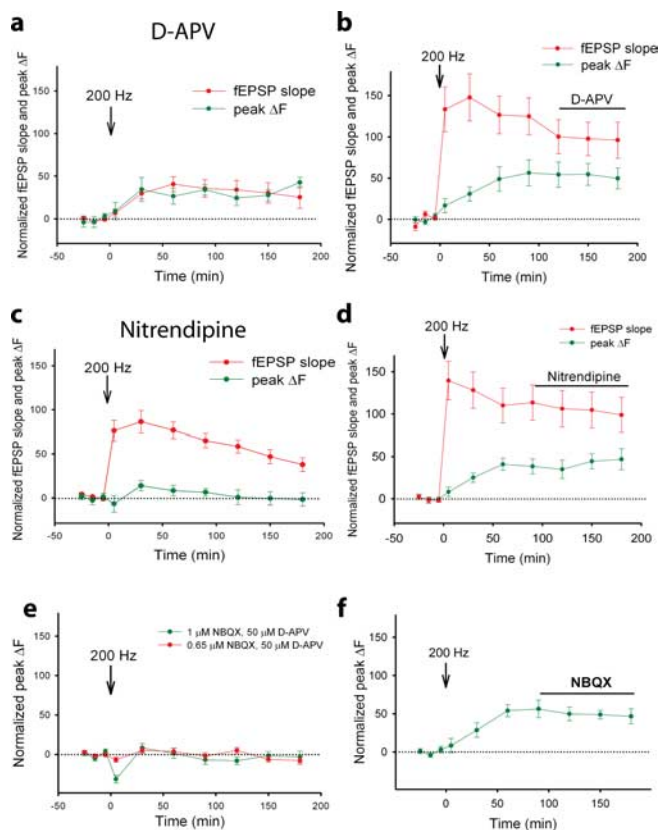 a
D-APV
200 Hz
fEPSP slope
peak ΔF
Normalized fEPSP slope and peak ΔF
150
100
50
0
-50 0 50 100 150 200
Time (min)
b
200 Hz
fEPSP slope
peak ΔF
D-APV
Normalized fEPSP slope and peak ΔF
150
100
50
0
-50 0 50 100 150 200
Time (min)
c
Nitrendipine
200 Hz
fEPSP slope
peak ΔF
Normalized fEPSP slope and peak ΔF
150
100
50
0
-50 0 50 100 150 200
Time (min)
d
200 Hz
fEPSP slope
peak ΔF
Nitrendipine
Normalized fEPSP slope and peak ΔF
150
100
50
0
-50 0 50 100 150 200
Time (min)
e
1 µM NBQX, 50 µM D-APV
0.65 µM NBQX, 50 µM D-APV
200 Hz
Normalized peak ΔF
150
100
50
0
-50 0 50 100 150 200
Time (min)
f
200 Hz
NBQX
Normalized peak ΔF
150
100
50
0
0 50 100 150
Time (min)